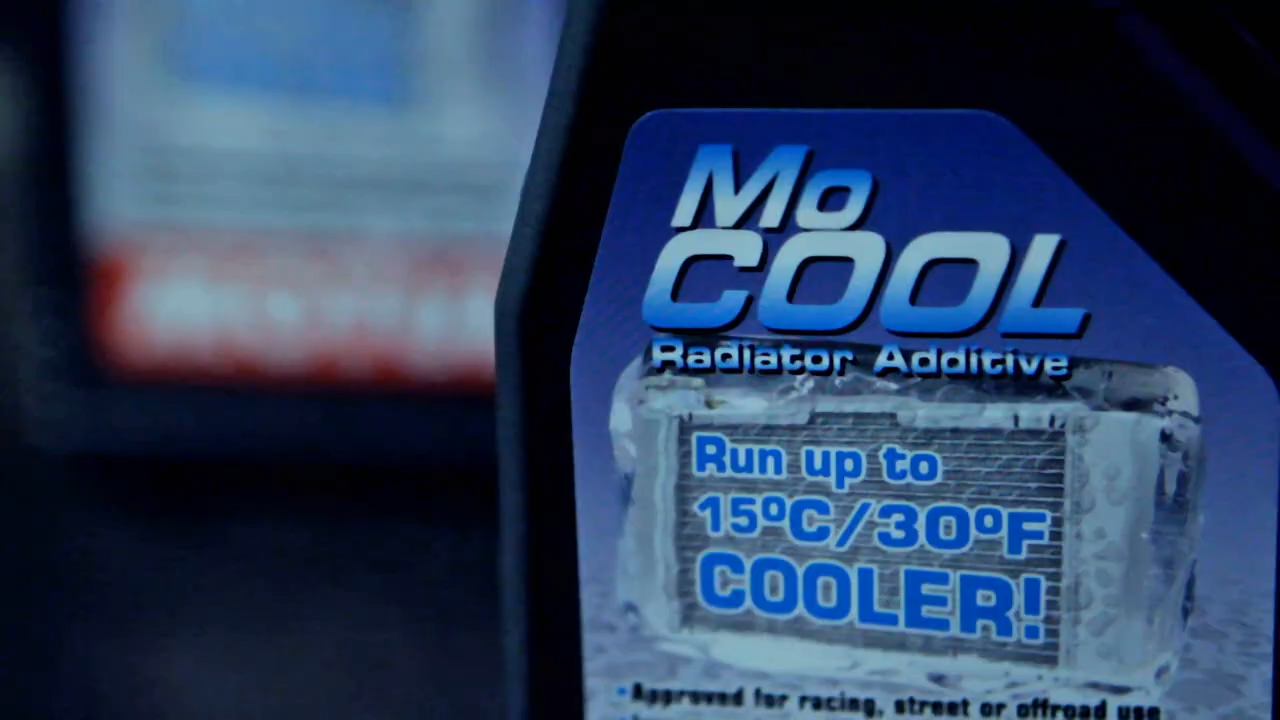 Mo
COOL
Radiator Additive
Run up to
15ºC/30ºF
COOLER!
•Approved for racing, street or offroad use